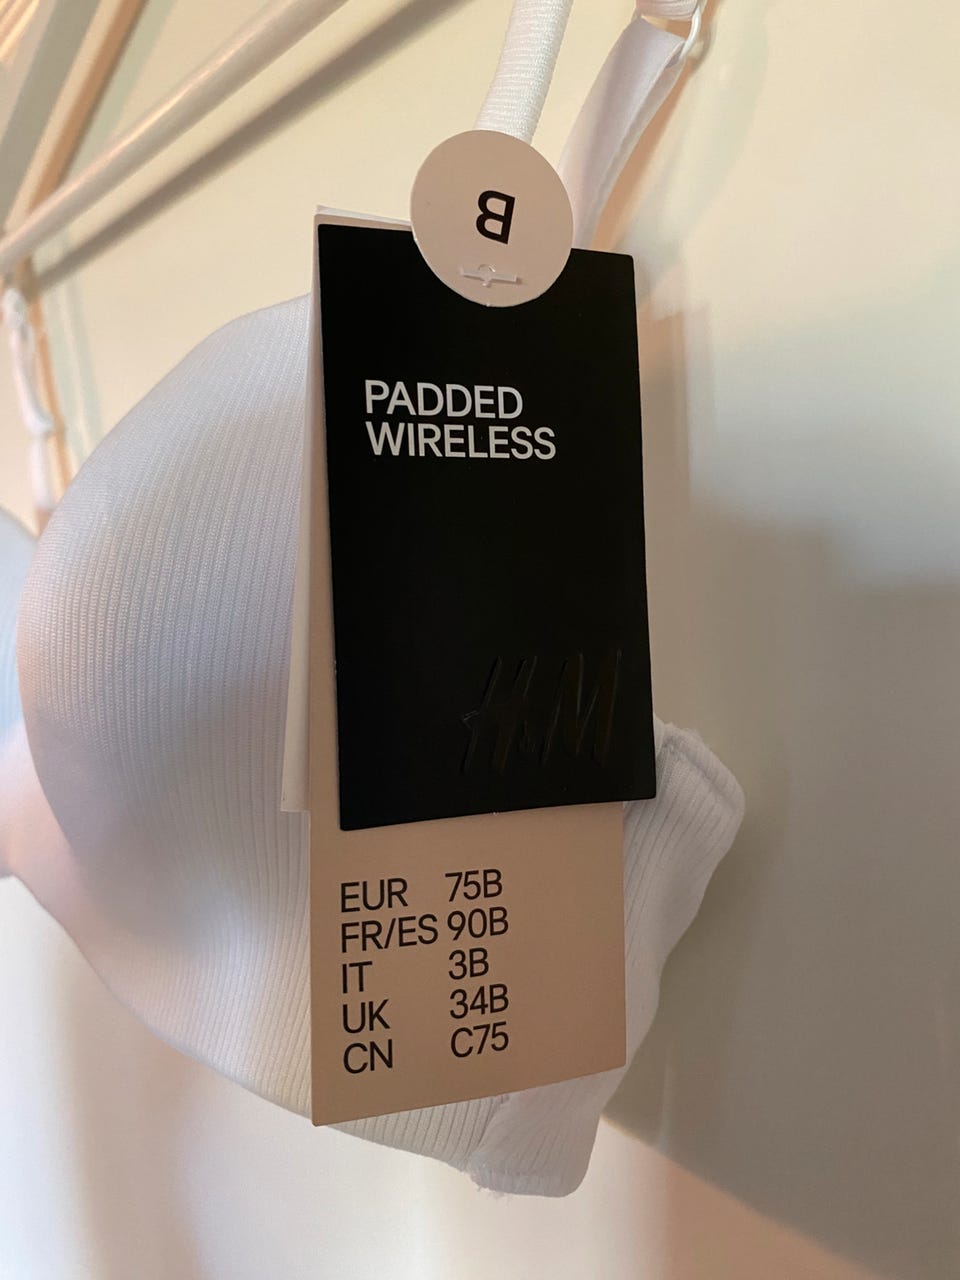 B
PADDED
WIRELESS
H&M
EUR 75B
FR/ES 90B
IT 3B
UK 34B
CN C75